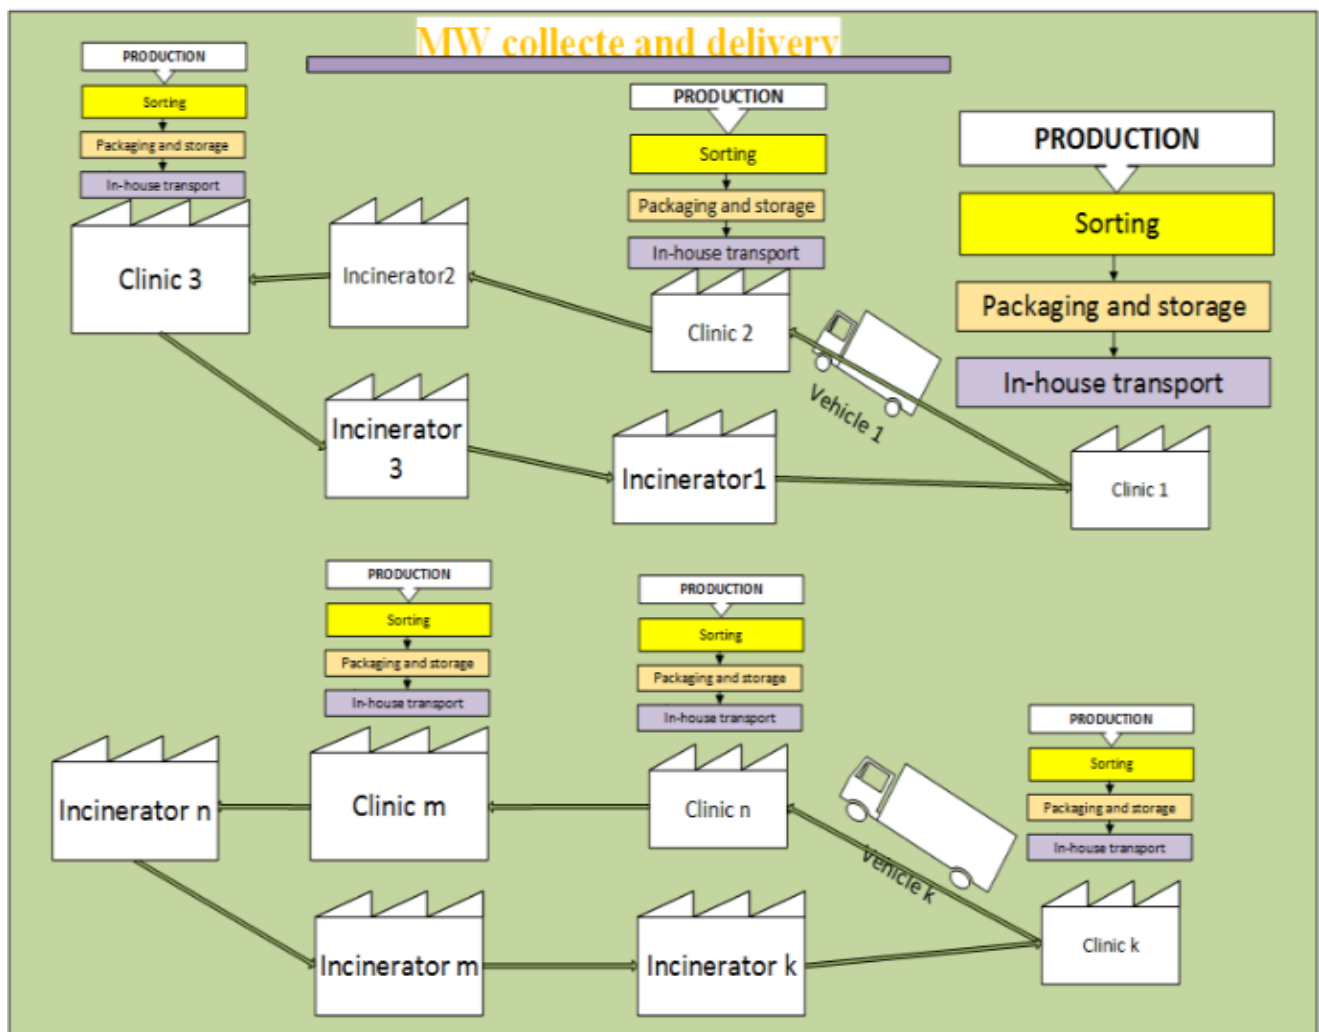 MW collecte and delivery
PRODUCTION
Sorting
Packaging and storage
In-house transport
Clinic 3
Incinerator2
PRODUCTION
Sorting
Packaging and storage
In-house transport
Clinic 2
Vehicle 1
PRODUCTION
Sorting
Packaging and storage
In-house transport
Clinic 1
Incinerator
3
Incinerator1
PRODUCTION
Sorting
Packaging and storage
In-house transport
Clinic m
PRODUCTION
Sorting
Packaging and storage
In-house transport
Clinic n
Vehicle k
PRODUCTION
Sorting
Packaging and storage
In-house transport
Clinic k
Incinerator n
Incinerator m
Incinerator k